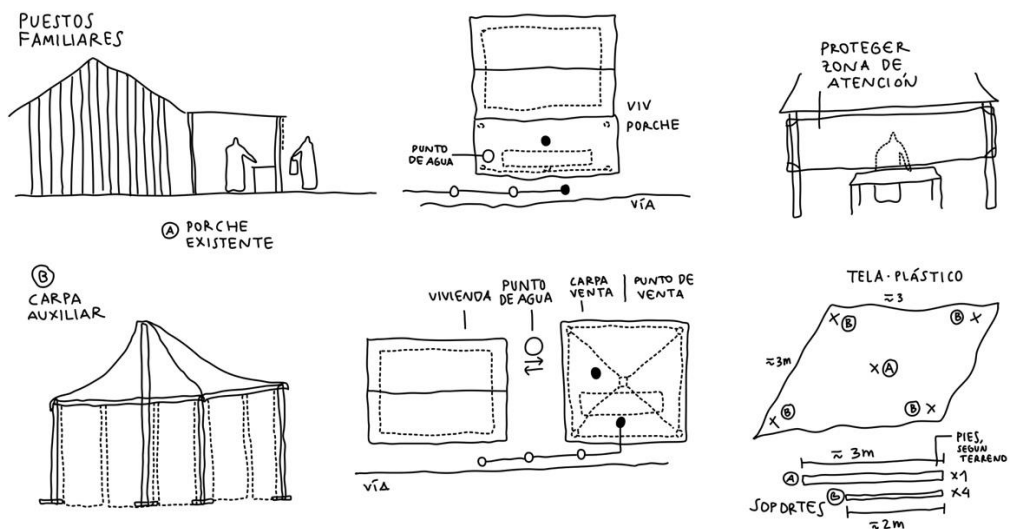 PUESTOS
FAMILIARES
Ⓐ PORCHE
EXISTENTE
VIV
PORCHE
PUNTO
DE AGUA
VÍA
PROTEGER
ZONA DE
ATENCIÓN
Ⓑ
CARPA
AUXILIAR
VIVIENDA
PUNTO
DE AGUA
CARPA
VENTA
PUNTO DE
VENTA
VÍA
TELA-PLÁSTICO
≈3
≈3m
Ⓑ
Ⓑ
Ⓐ
Ⓑ
Ⓑ
≈ 3m
PIES,
SEGUN
TERRENO
Ⓐ X1
Ⓑ X4
SOPORTES
≈2m